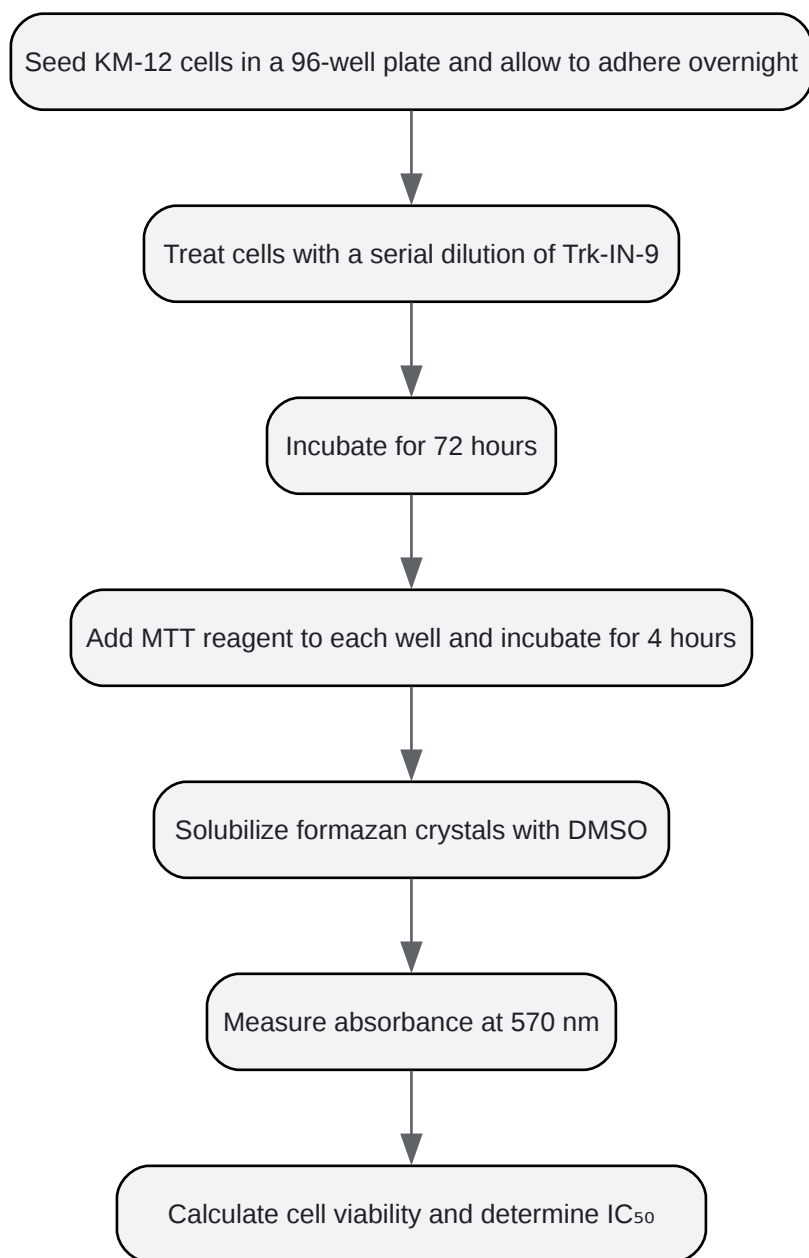 Seed KM-12 cells in a 96-well plate and allow to adhere overnight
Treat cells with a serial dilution of Trk-IN-9
Incubate for 72 hours
Add MTT reagent to each well and incubate for 4 hours
Solubilize formazan crystals with DMSO
Measure absorbance at 570 nm
Calculate cell viability and determine IC₅₀